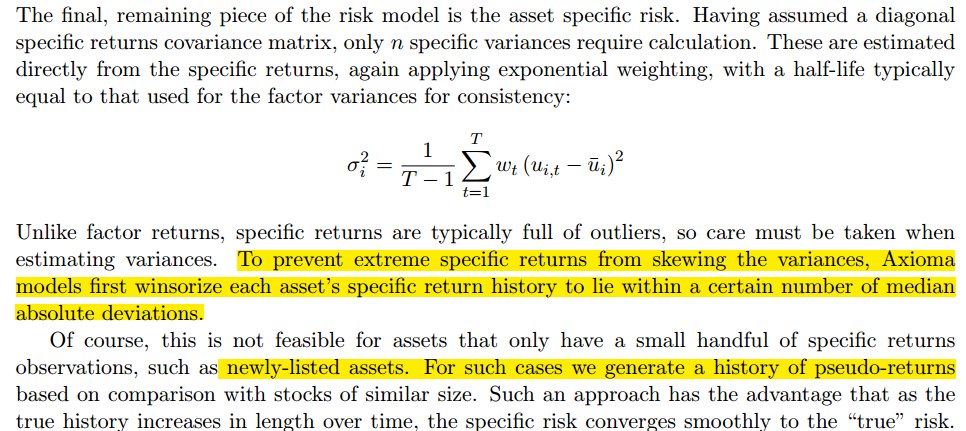 The final, remaining piece of the risk model is the asset specific risk. Having assumed a diagonal
specific returns covariance matrix, only n specific variances require calculation. These are estimated
directly from the specific returns, again applying exponential weighting, with a half-life typically
equal to that used for the factor variances for consistency:
σ_i^2 = \frac{1}{T − 1} \sum_{t=1}^{T} w_t (u_{i,t} − ū_i)^2
Unlike factor returns, specific returns are typically full of outliers, so care must be taken when
estimating variances. To prevent extreme specific returns from skewing the variances, Axioma
models first winsorize each asset's specific return history to lie within a certain number of median
absolute deviations.
Of course, this is not feasible for assets that only have a small handful of specific returns
observations, such as newly-listed assets. For such cases we generate a history of pseudo-returns
based on comparison with stocks of similar size. Such an approach has the advantage that as the
true history increases in length over time, the specific risk converges smoothly to the “true” risk.